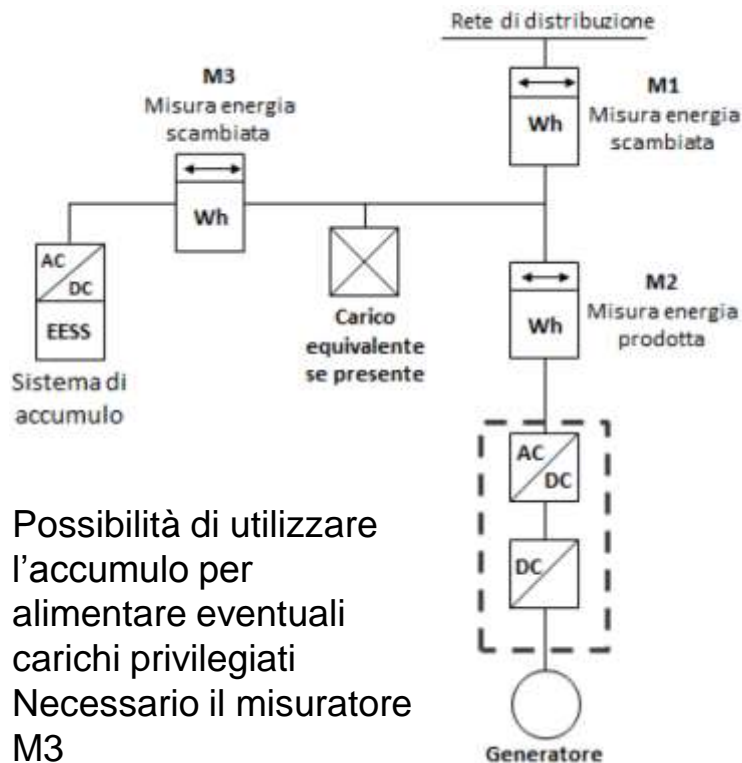 Rete di distribuzione
M1
Misura energia
scambiata
Wh
M3
Misura energia
scambiata
Wh
AC
DC
EESS
Sistema di
accumulo
Carico
equivalente
se presente
M2
Misura energia
prodotta
Wh
AC
DC
DC
Generatore
Possibilità di utilizzare
l’accumulo per
alimentare eventuali
carichi privilegiati
Necessario il misuratore
M3